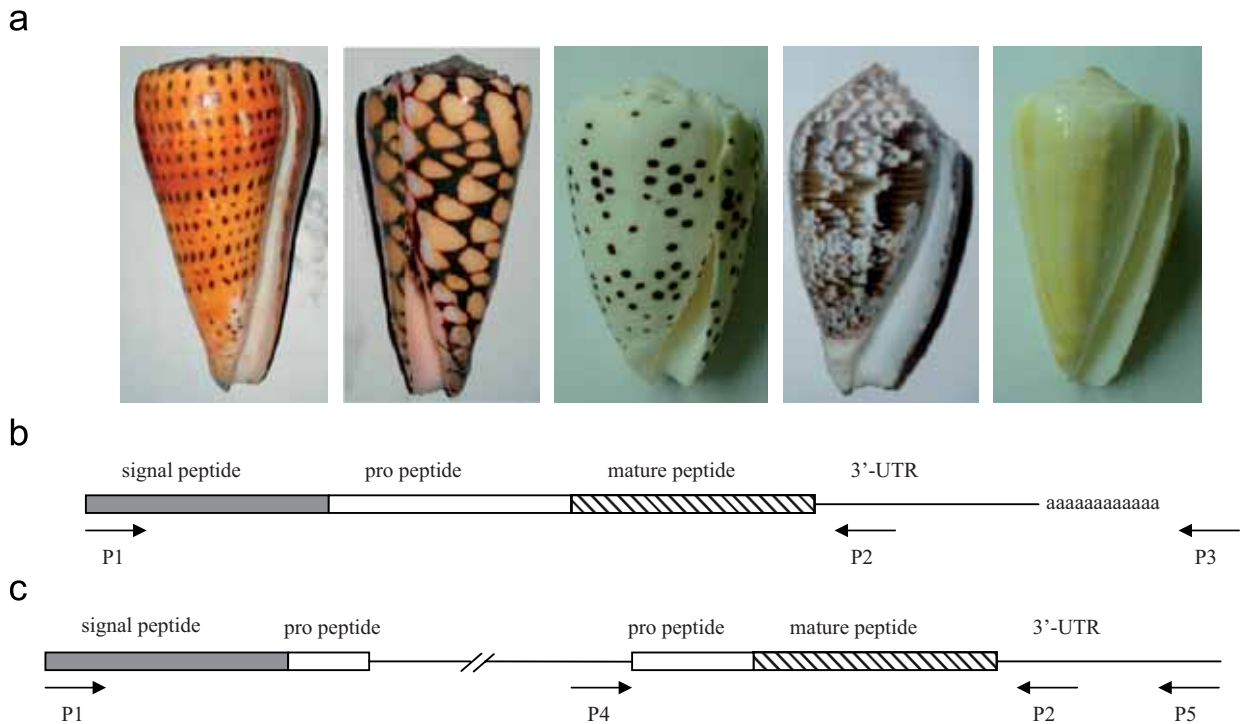 a
b
signal peptide pro peptide mature peptide 3’-UTR
aaaaaaaaaaaaa
P1 P2 P3
c
signal peptide pro peptide pro peptide mature peptide 3’-UTR
P1 P4 P2 P5